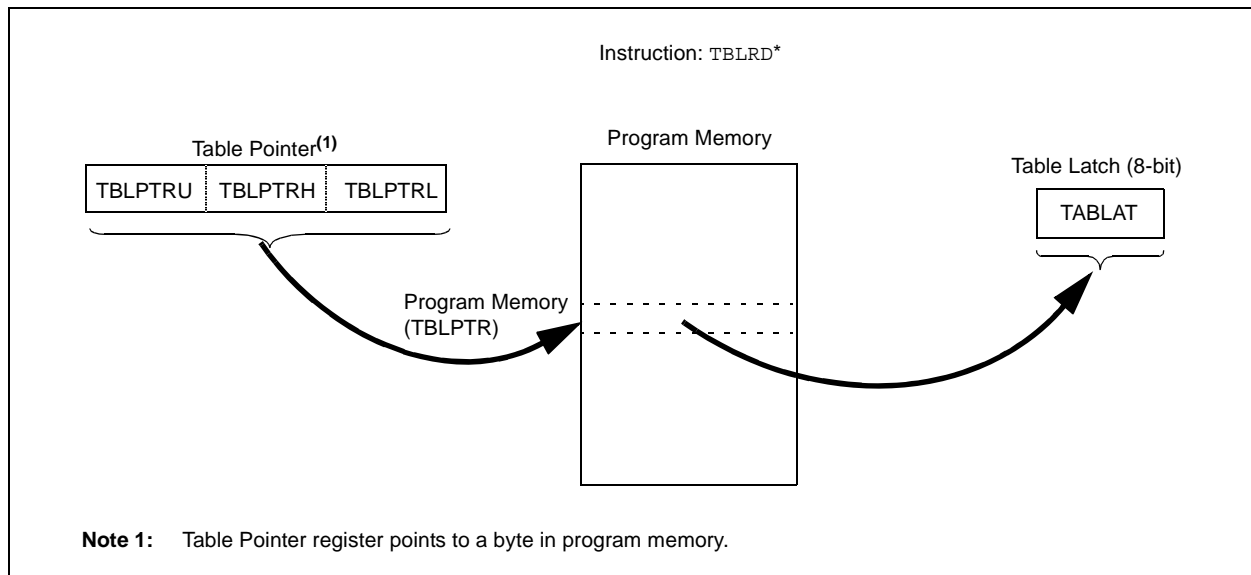 Instruction: TBLRD*
Table Pointer(1)
TBLPTRU TBLPTRH TBLPTRL
Program Memory
Table Latch (8-bit)
TABLAT
Program Memory
(TBLPTR)
Note 1: Table Pointer register points to a byte in program memory.